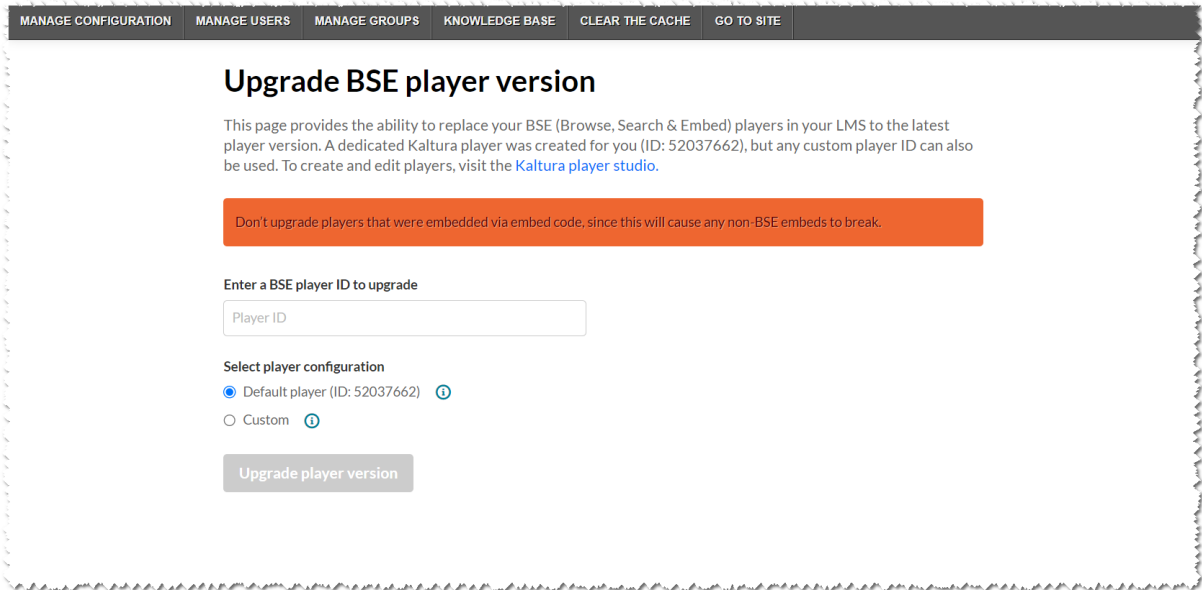 MANAGE CONFIGURATION MANAGE USERS MANAGE GROUPS KNOWLEDGE BASE CLEAR THE CACHE GO TO SITE
Upgrade BSE player version
This page provides the ability to replace your BSE (Browse, Search & Embed) players in your LMS to the latest
player version. A dedicated Kaltura player was created for you (ID: 52037662), but any custom player ID can also
be used. To create and edit players, visit the Kaltura player studio.
Don't upgrade players that were embedded via embed code, since this will cause any non-BSE embeds to break.
Enter a BSE player ID to upgrade
Player ID
Select player configuration
Default player (ID: 52037662)
Custom
Upgrade player version